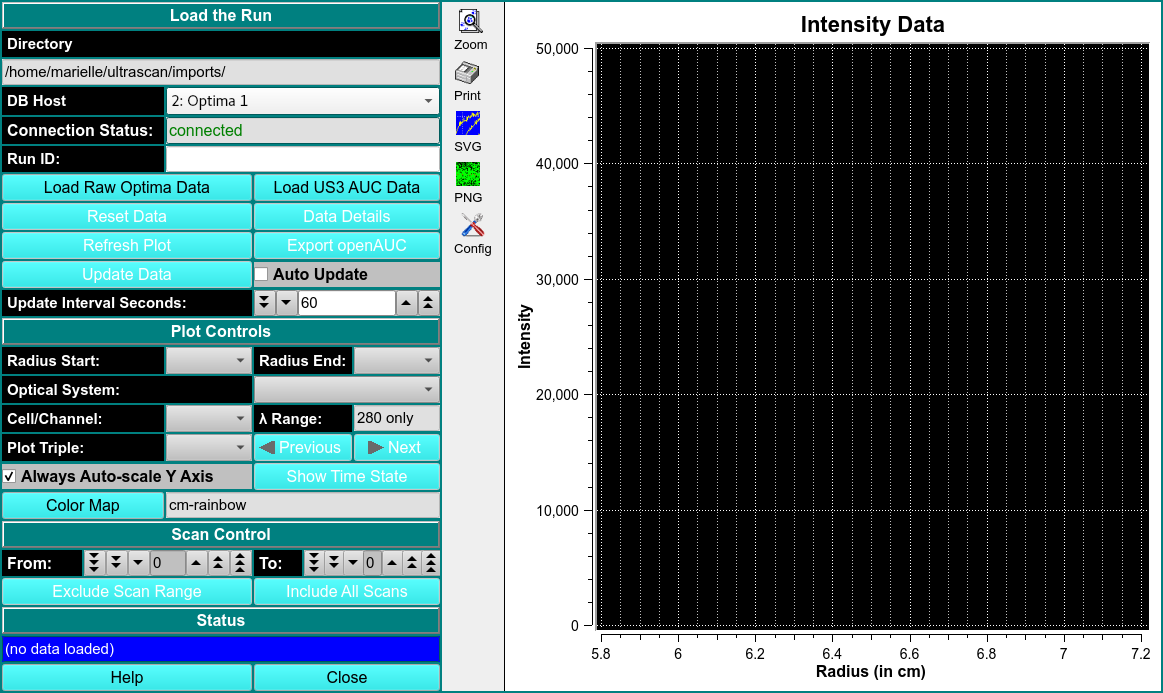 Load the Run
Directory
/home/marielle/ultrascan/imports/
DB Host 2: Optima 1
Connection Status: connected
Run ID:
Load Raw Optima Data Load US3 AUC Data
Reset Data Data Details
Refresh Plot Export openAUC
Update Data Auto Update
Update Interval Seconds: 60
Plot Controls
Radius Start: Radius End:
Optical System:
Cell/Channel: λ Range: 280 only
Plot Triple: Previous Next
Always Auto-scale Y Axis Show Time State
Color Map cm-rainbow
Scan Control
From: 0 To: 0
Exclude Scan Range Include All Scans
Status
(no data loaded)
Help Close
Zoom
Print
SVG
PNG
Config
Intensity Data
Intensity
50,000
40,000
30,000
20,000
10,000
0
5.8 6 6.2 6.4 6.6 6.8 7 7.2
Radius (in cm)